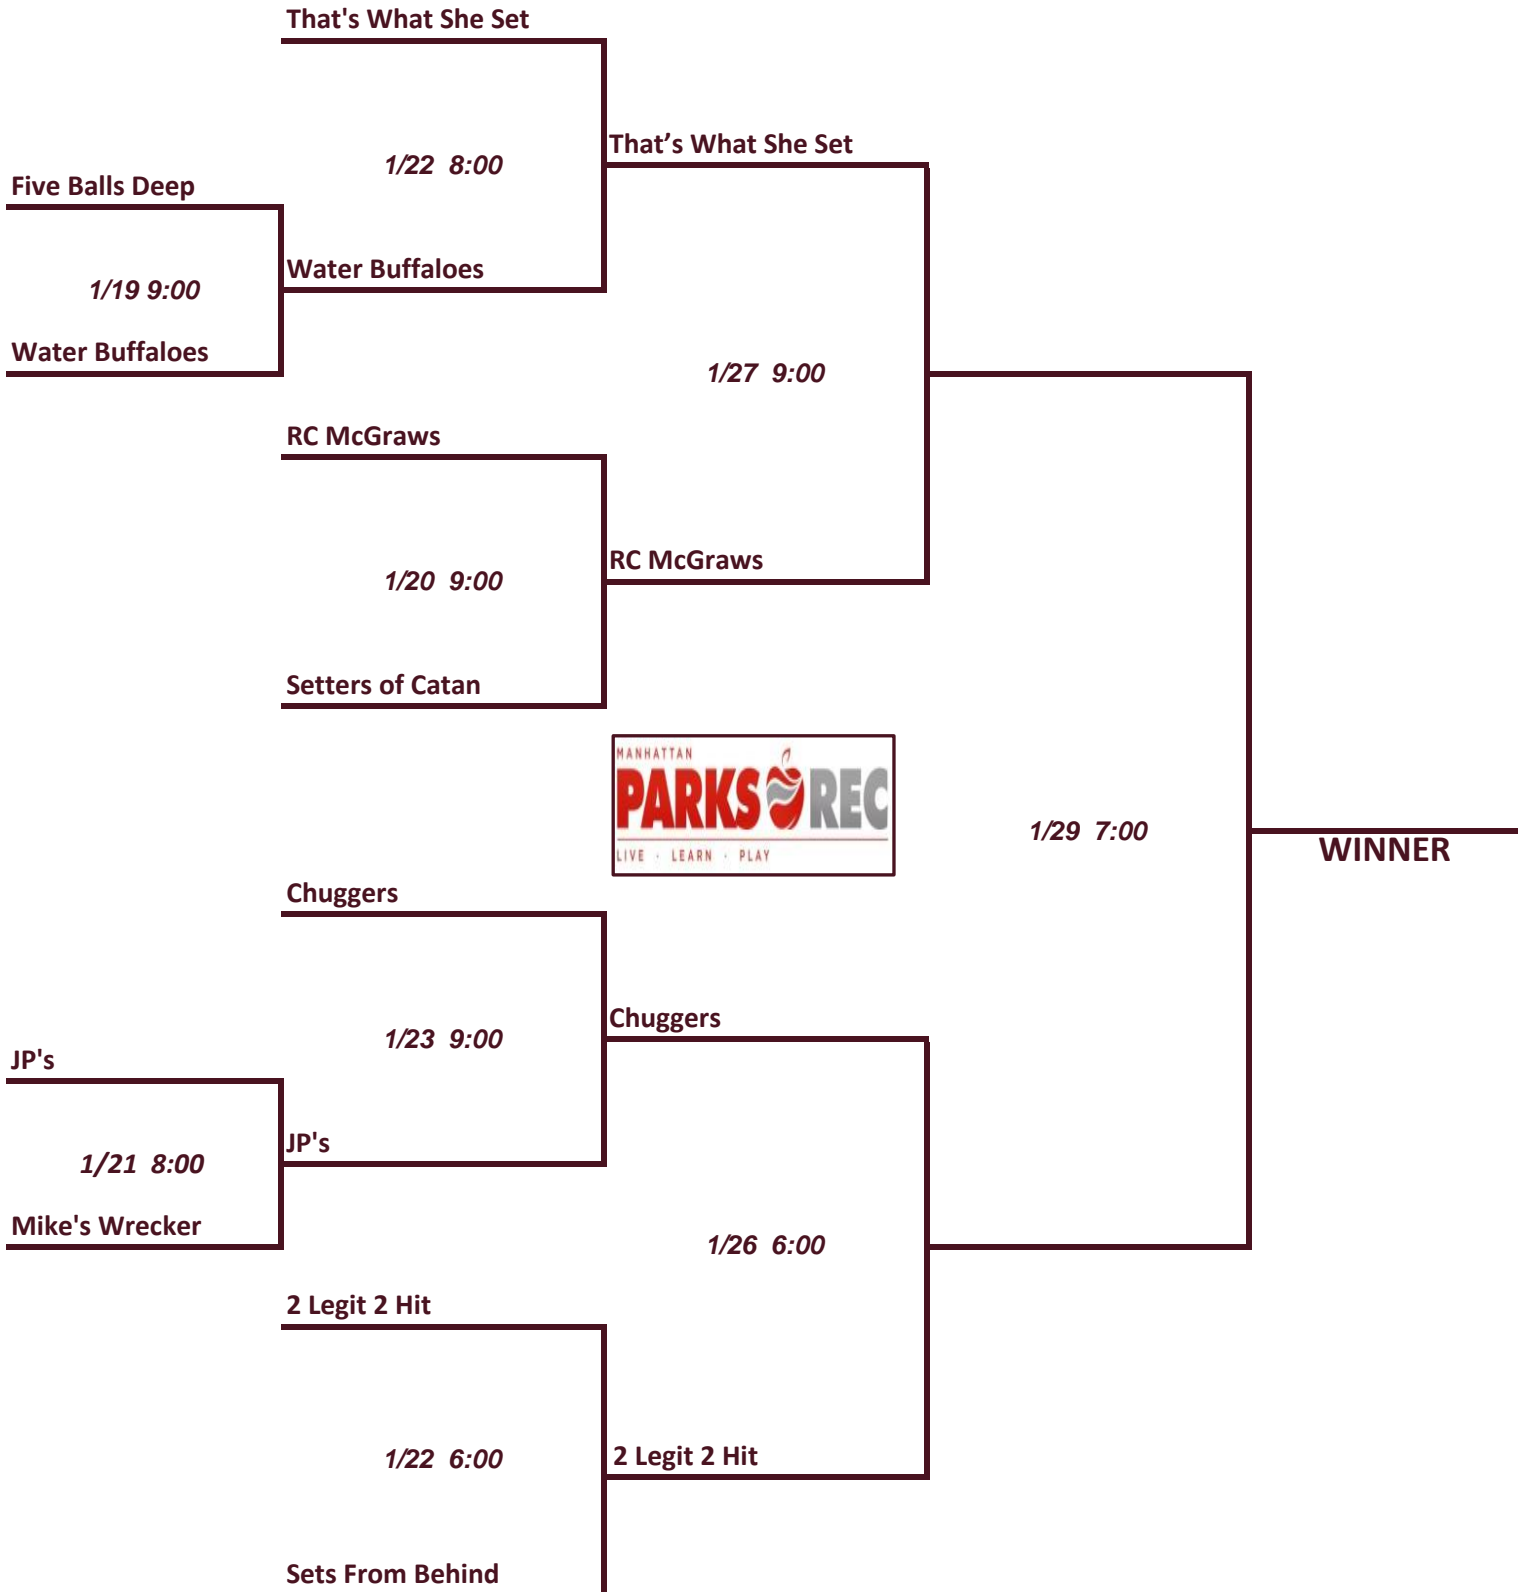 That's What She Set
1/22 8:00
That’s What She Set
Five Balls Deep
1/19 9:00
Water Buffaloes
Water Buffaloes
1/27 9:00
RC McGraws
1/20 9:00
RC McGraws
Setters of Catan
MANHATTAN
PARKS REC
LIVE · LEARN · PLAY
1/29 7:00
WINNER
Chuggers
1/23 9:00
Chuggers
JP's
1/21 8:00
JP's
Mike's Wrecker
1/26 6:00
2 Legit 2 Hit
1/22 6:00
2 Legit 2 Hit
Sets From Behind